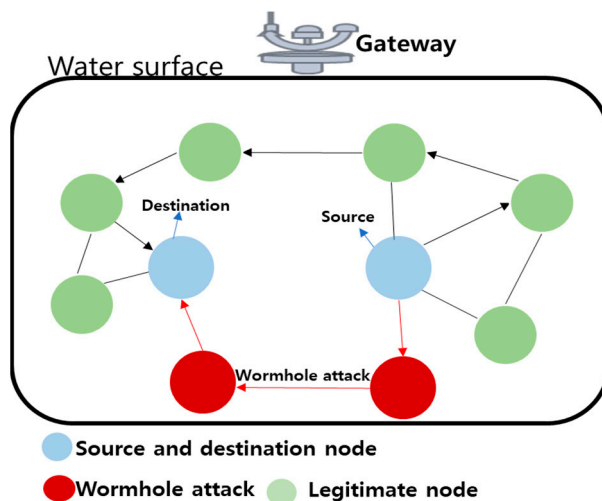 Gateway
Water surface
Destination
Source
Wormhole attack
Source and destination node
Wormhole attack
Legitimate node